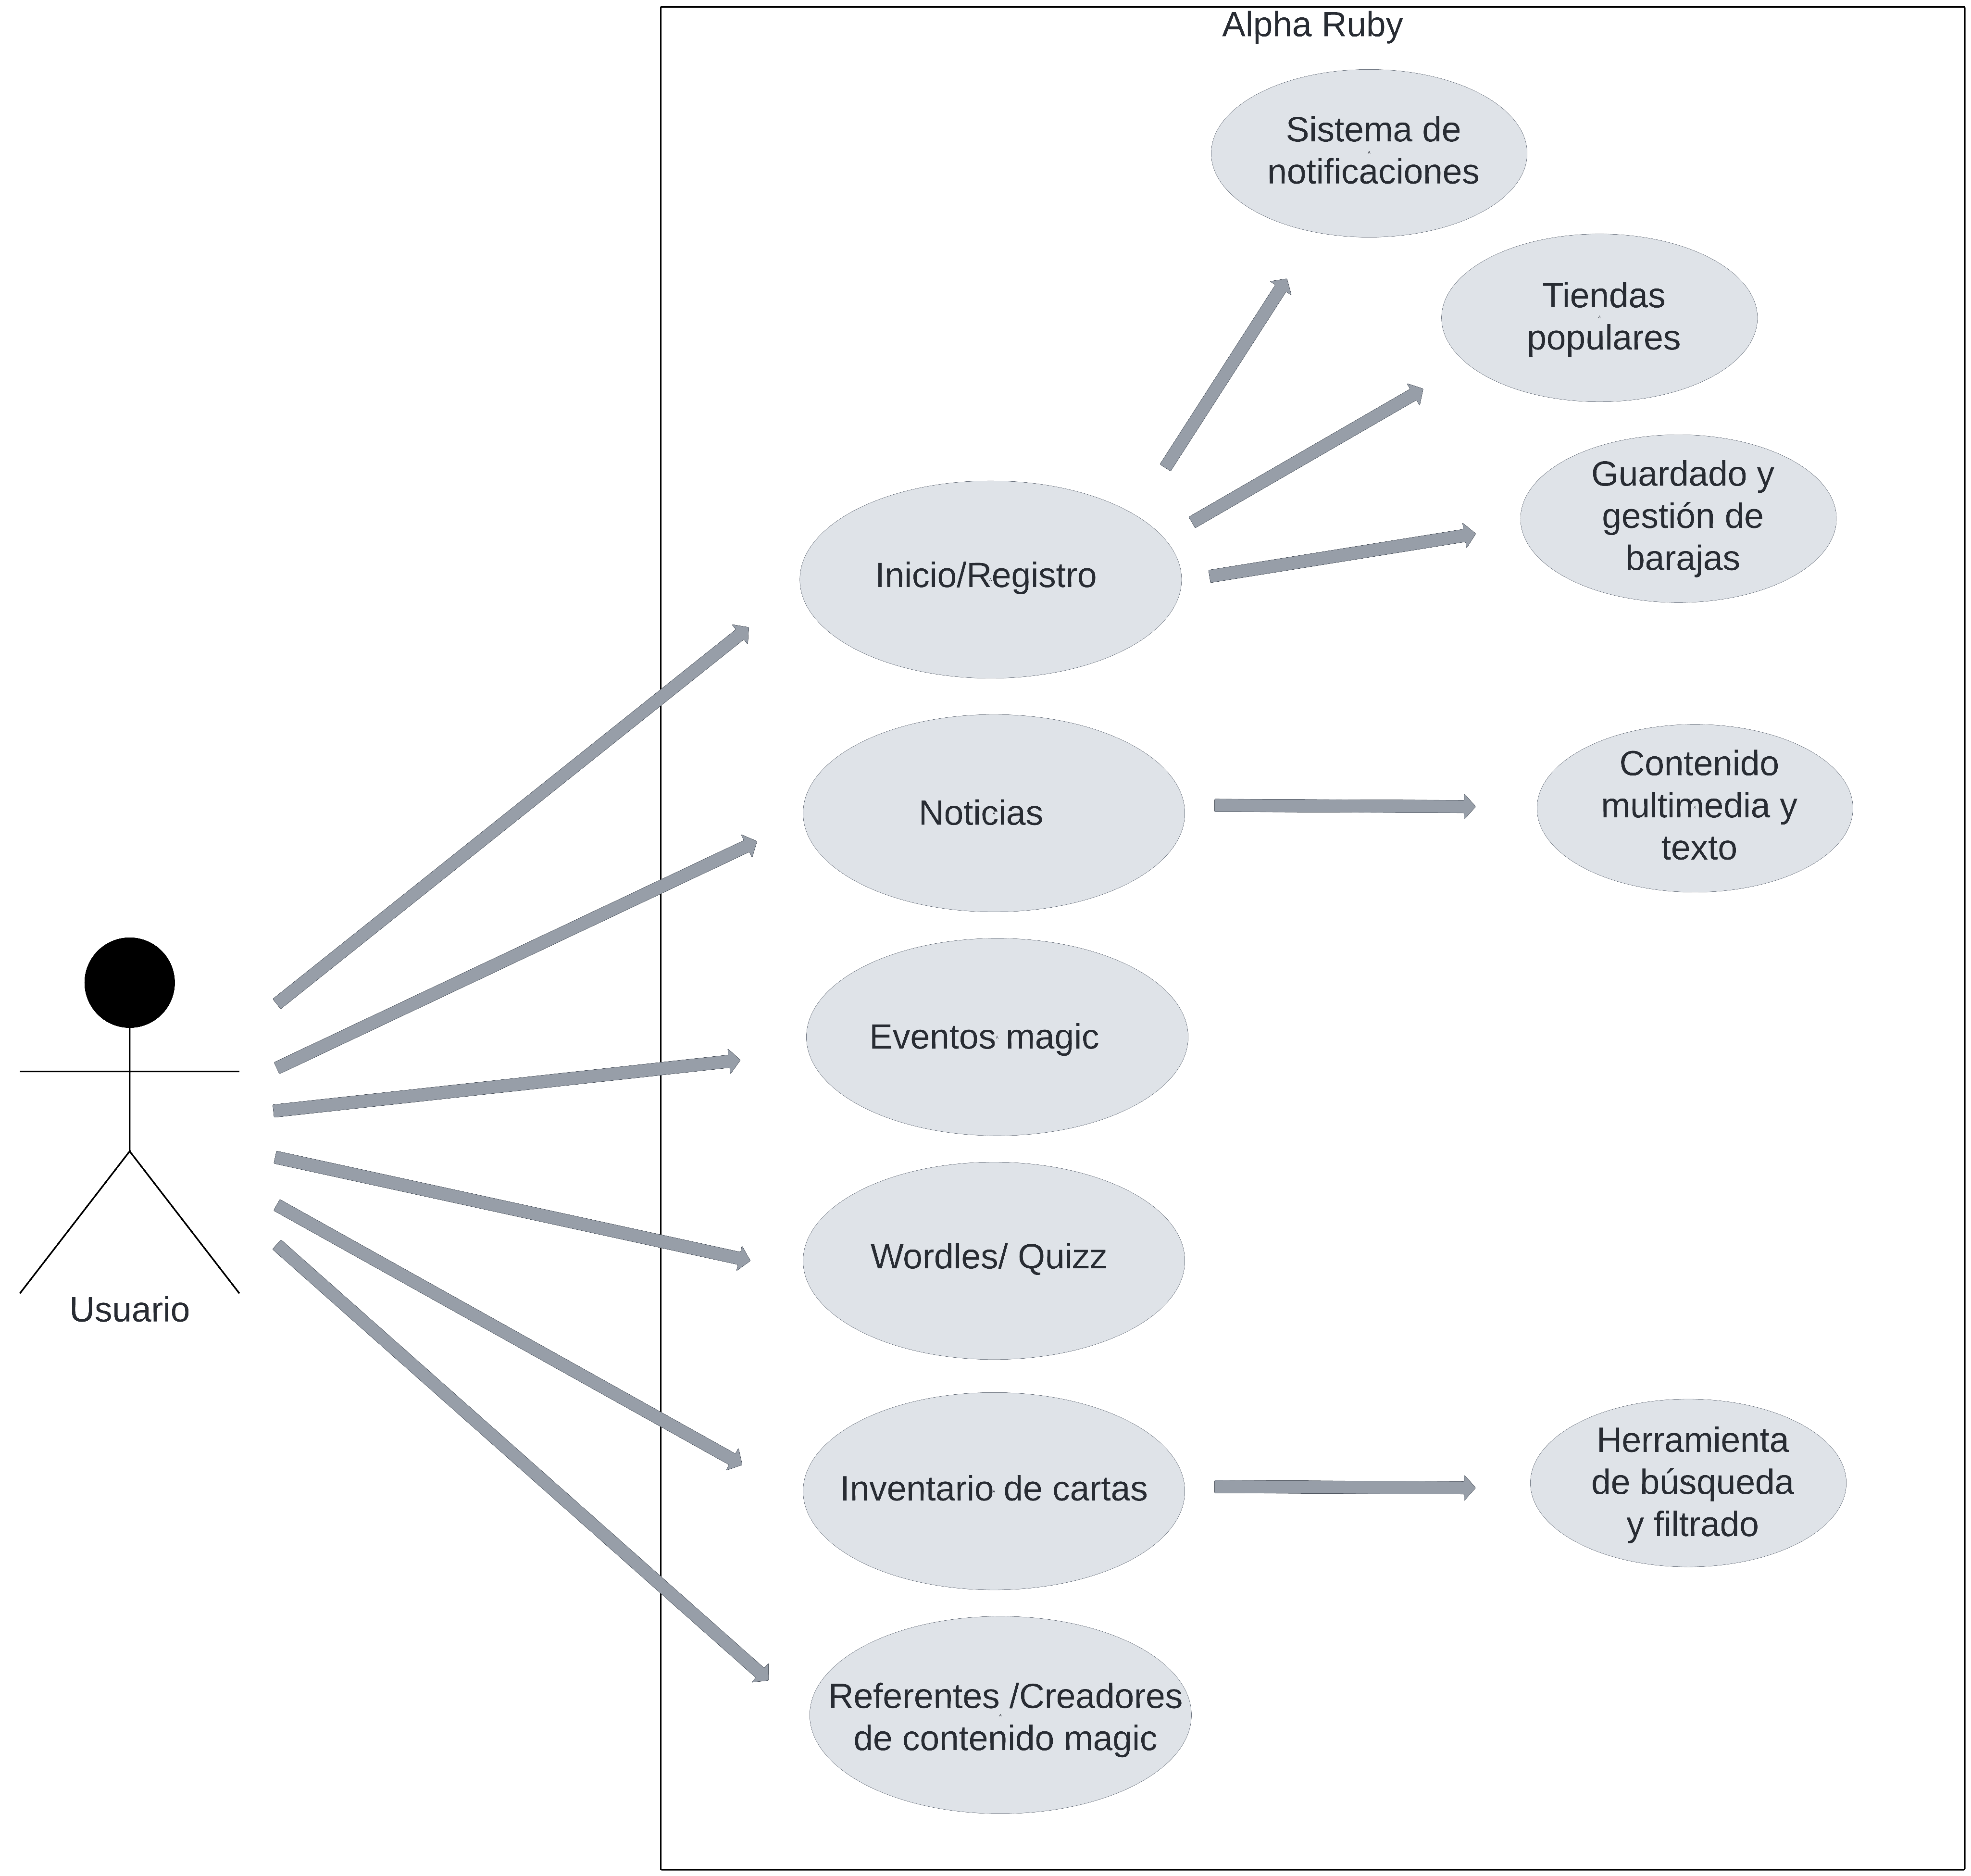 Alpha Ruby
Sistema de
notificaciones
Tiendas
populares
Guardado y
gestión de
barajas
Inicio/Registro
Noticias
Contenido
multimedia y
texto
Eventos magic
Wordles/ Quizz
Usuario
Inventario de cartas
Herramienta
de búsqueda
y filtrado
Referentes /Creadores
de contenido magic